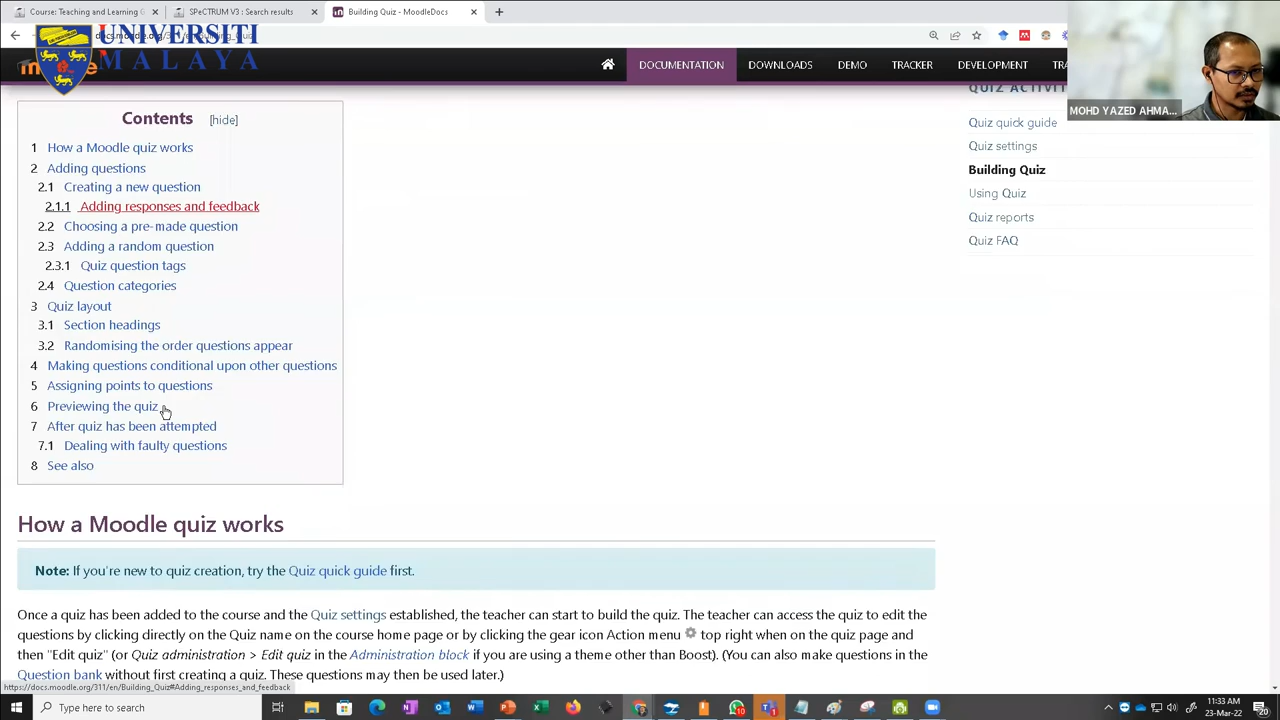 Course: Teaching and Learning G
SPeCTRUM V3 : Search results
Building Quiz - MoodleDocs
UNIVERSITI
MALAYA
DOCUMENTATION
DOWNLOADS
DEMO
TRACKER
DEVELOPMENT
MOHD YAZED AHMA...
Contents [hide]
1 How a Moodle quiz works
2 Adding questions
2.1 Creating a new question
2.1.1 Adding responses and feedback
2.2 Choosing a pre-made question
2.3 Adding a random question
2.3.1 Quiz question tags
2.4 Question categories
3 Quiz layout
3.1 Section headings
3.2 Randomising the order questions appear
4 Making questions conditional upon other questions
5 Assigning points to questions
6 Previewing the quiz
7 After quiz has been attempted
7.1 Dealing with faulty questions
8 See also
QUIZ ACTIVI
Quiz quick guide
Quiz settings
Building Quiz
Using Quiz
Quiz reports
Quiz FAQ
How a Moodle quiz works
Note: If you're new to quiz creation, try the Quiz quick guide first.
Once a quiz has been added to the course and the Quiz settings established, the teacher can start to build the quiz. The teacher can access the quiz to edit the
questions by clicking directly on the Quiz name on the course home page or by clicking the gear icon Action menu top right when on the quiz page and
then "Edit quiz" (or Quiz administration > Edit quiz in the Administration block if you are using a theme other than Boost). (You can also make questions in the
Question bank without first creating a quiz. These questions may then be used later.)
https://docs.moodle.org/311/en/Building_Quiz#Adding_responses_and_feedback
Type here to search
11:33 AM
23-Mar-22
20